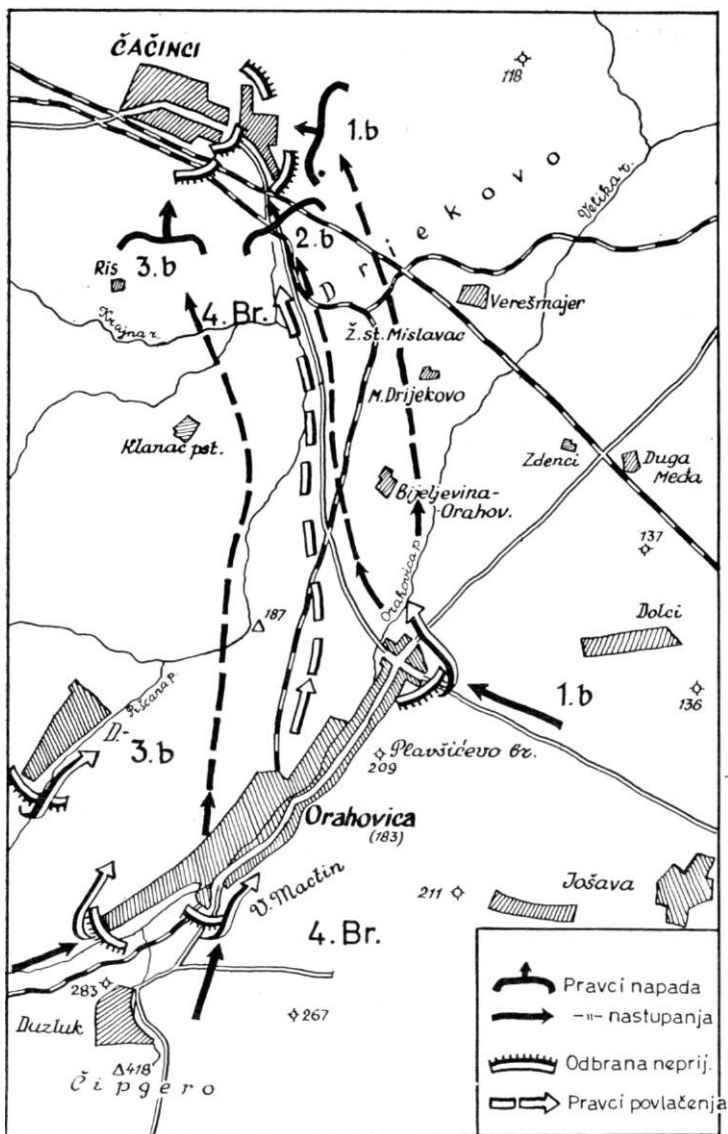 ČAČINCI
118
1.b
Drijekovo
Velika r.
2.b
3.b
Ris
4. Br.
Krajna r.
Verešmajer
Ž. st. Mislavac
M. Drijekovo
Klanac pst.
Zdenci
Duga
Međa
Bijeljevina-
-Orahov.
137
Orahovica p.
187
Dolci
136
1.b
Pištana p.
D.-
3.b
209
Plavšićevo br.
Orahovica
(183)
V. Mačtin
211
Jošava
4. Br.
283
Duzluk
267
418
Čipgero
Pravci napada
-"- nastupanja
Odbrana neprij.
Pravci povlačenja